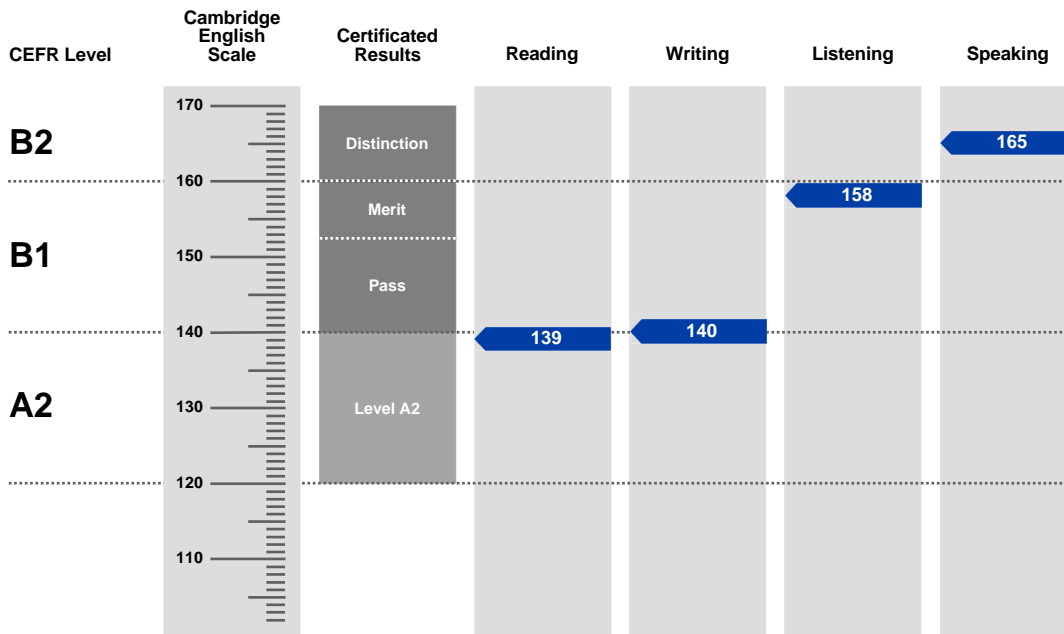 CEFR Level
Cambridge
English
Scale
Certificated
Results
Reading
Writing
Listening
Speaking
170
B2
Distinction
165
160
Merit
158
B1
150
Pass
140
139
140
A2
130
Level A2
120
110